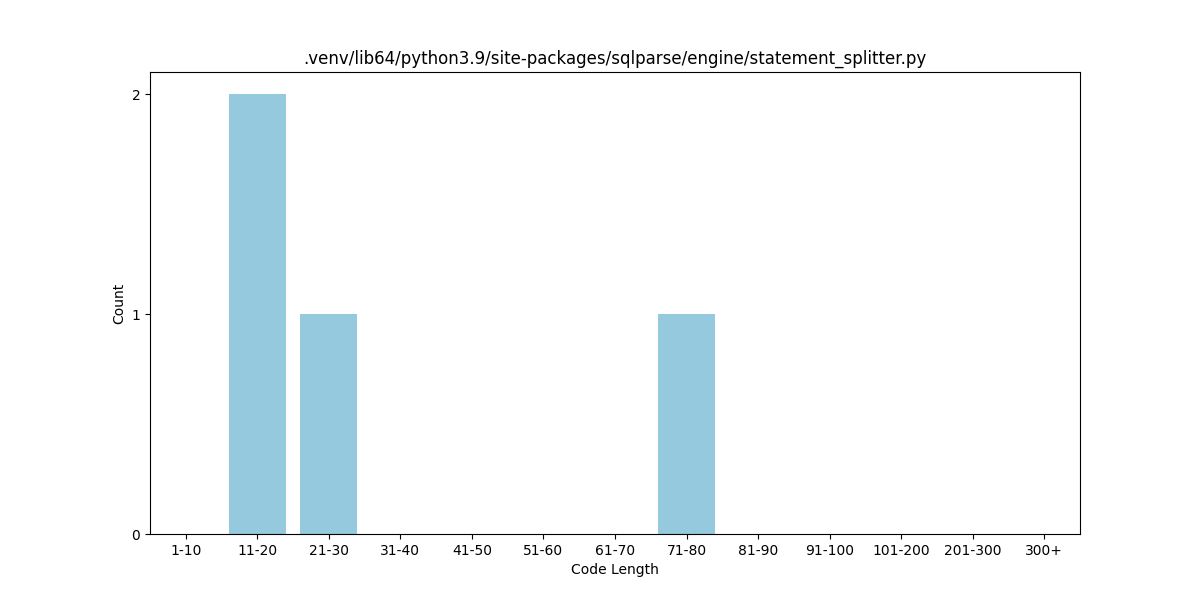 .venv/lib64/python3.9/site-packages/sqlparse/engine/statement_splitter.py
2
1
0
Count
1-10 11-20 21-30 31-40 41-50 51-60 61-70 71-80 81-90 91-100 101-200 201-300 300+
Code Length